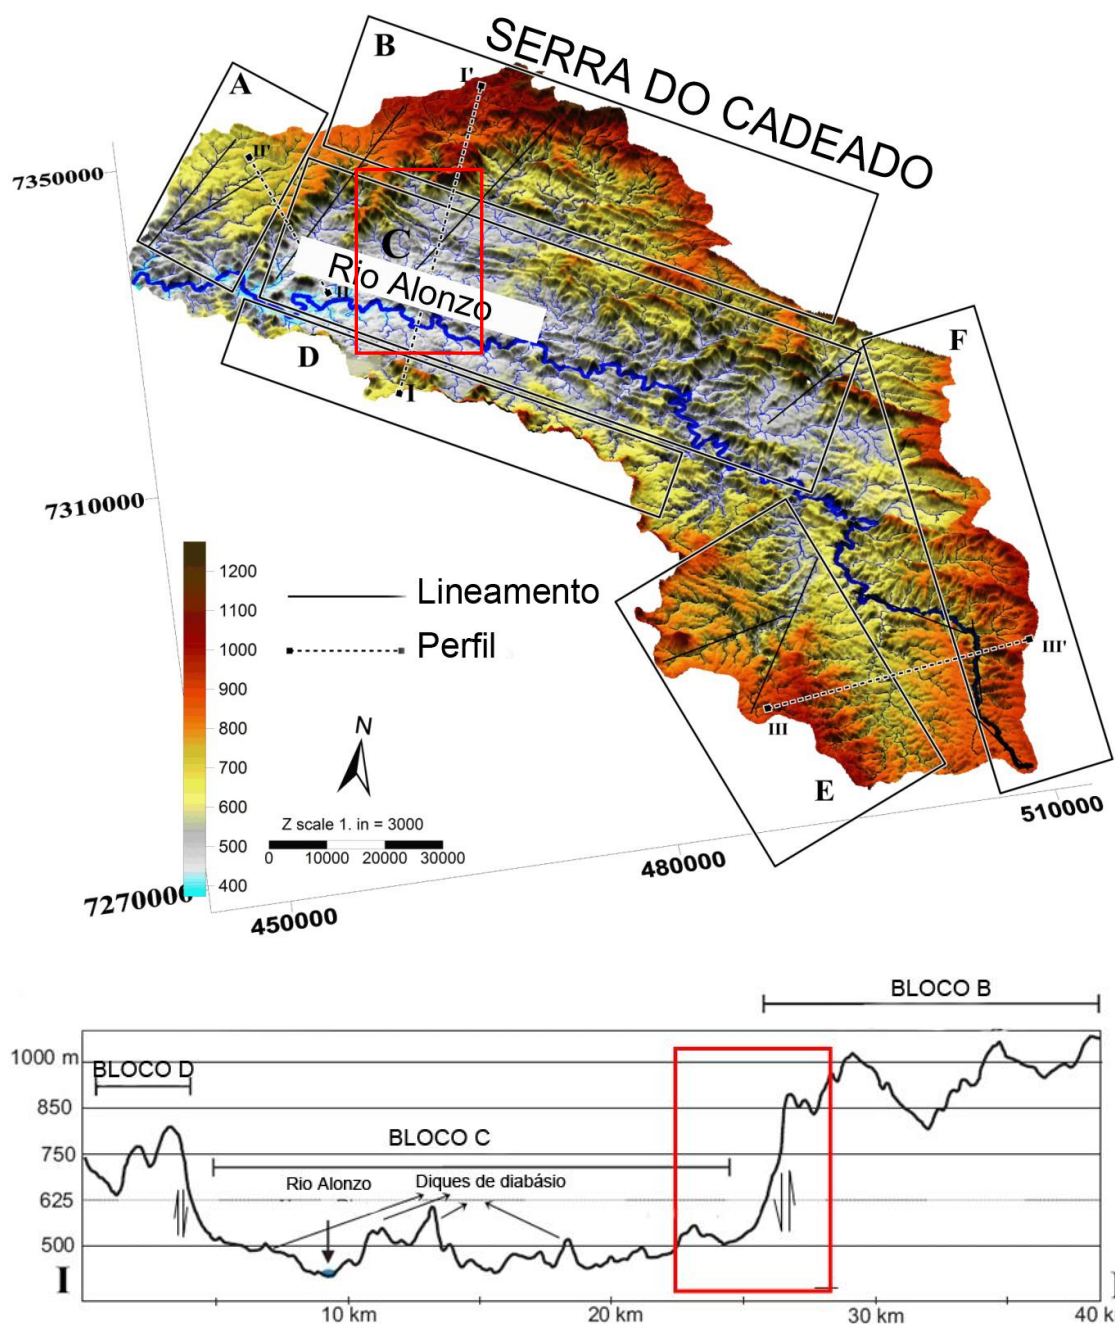 SERRA DO CADEADO
B
I'
A
II'
7350000
C
Rio Alonzo
II
D
I
F
7310000
1200
1100
1000
900
800
700
600
500
400
Lineamento
Perfil
N
Z scale 1. in = 3000
0 10000 20000 30000
III'
III
E
7270000
450000
480000
510000
BLOCO B
1000 m
BLOCO D
850
BLOCO C
750
Rio Alonzo
Diques de diabásio
625
500
I
10 km
20 km
30 km
40 k